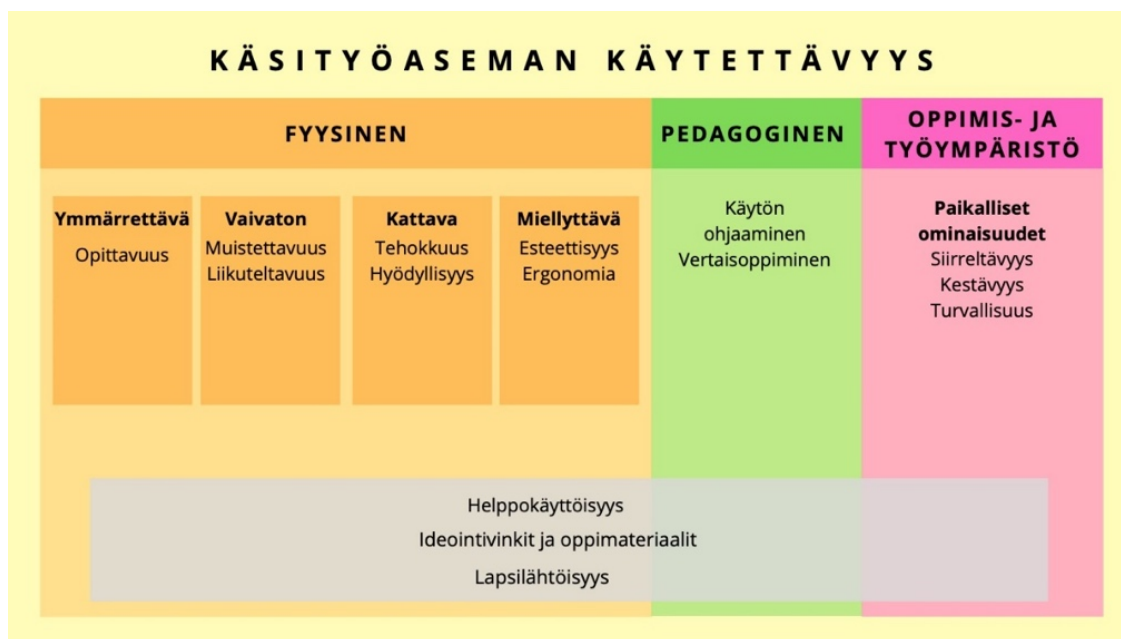 KÄSITYÖASEMAN KÄYTETTÄVYYS
FYYSINEN
Ymmärrettävä
Opittavuus
Vaivaton
Muistettavuus
Liikuteltavuus
Kattava
Tehokkuus
Hyödyllisyys
Miellyttävä
Esteettisyys
Ergonomia
PEDAGOGINEN
Käytön
ohjaaminen
Vertaisoppiminen
OPPIMIS- JA
TYÖYMPÄRISTÖ
Paikalliset
ominaisuudet
Siirreltävyys
Kestävyys
Turvallisuus
Helppokäyttöisyys
Ideointivinkit ja oppimateriaalit
Lapsilähtöisyys